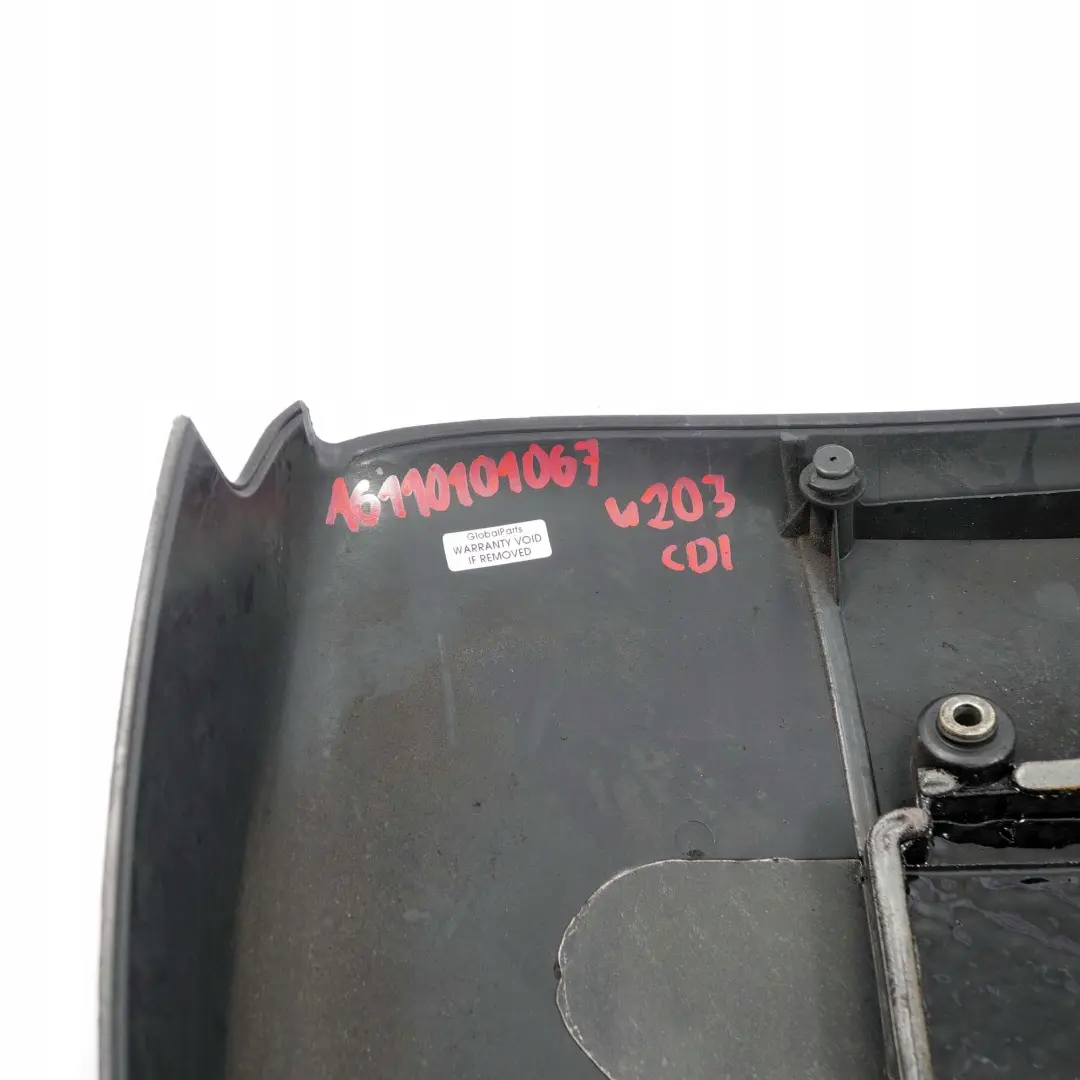 A6110101067
W203
CDI
GlobalParts
WARRANTY VOID
IF REMOVED